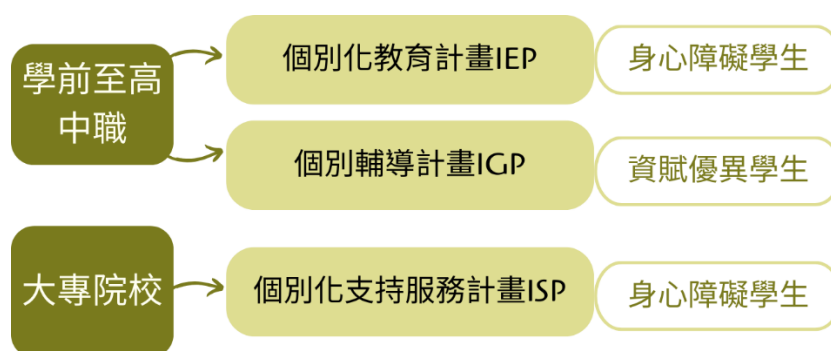 學前至高
中職
個別化教育計畫IEP
身心障礙學生
個別輔導計畫IGP
資賦優異學生
大專院校
個別化支持服務計畫ISP
身心障礙學生